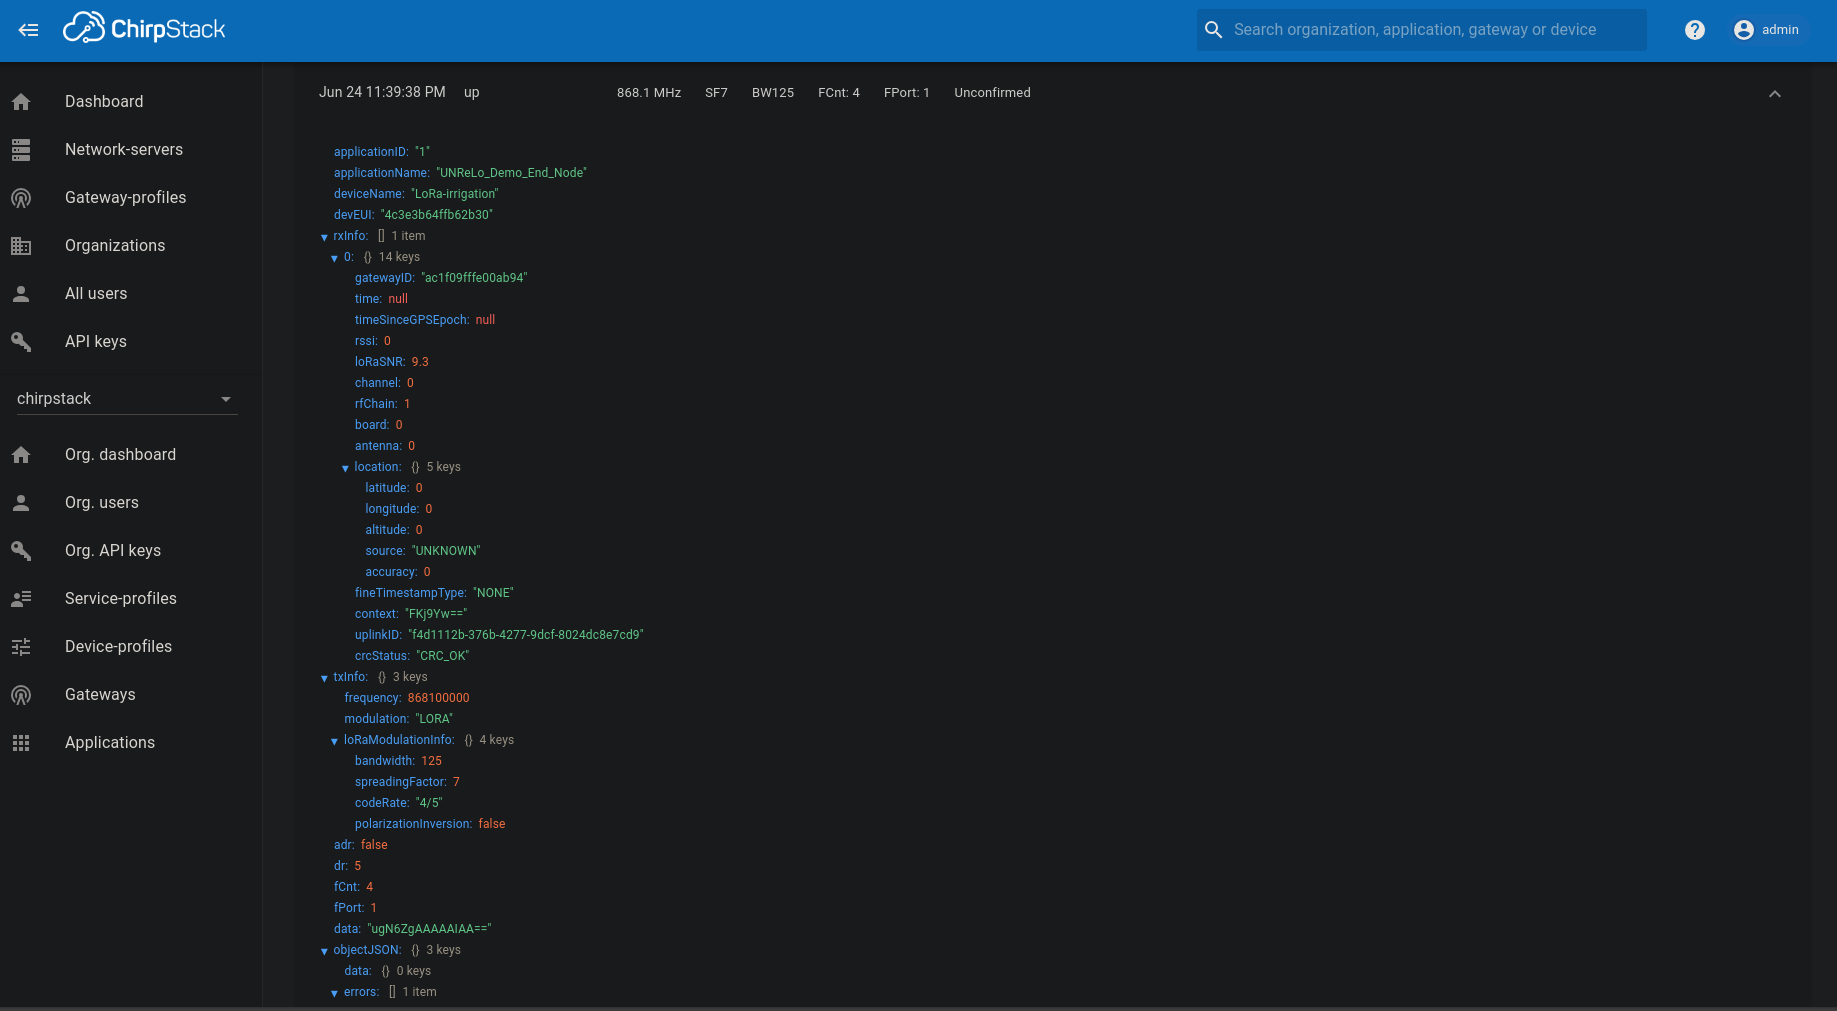 ChirpStack
Search organization, application, gateway or device
admin
Dashboard
Network-servers
Gateway-profiles
Organizations
All users
API keys
chirpstack
Org. dashboard
Org. users
Org. API keys
Service-profiles
Device-profiles
Gateways
Applications
Jun 24 11:39:38 PM up 868.1 MHz SF7 BW125 FCnt: 4 FPort: 1 Unconfirmed
applicationID: "1"
applicationName: "UNReLo_Demo_End_Node"
deviceName: "LoRa-irrigation"
devEUI: "4c3e3b64ffb62b30"
rxInfo: [] 1 item
0: {} 14 keys
gatewayID: "ac1f09fffe00ab94"
time: null
timeSinceGPSEpoch: null
rssi: 0
loRaSNR: 9.3
channel: 0
rfChain: 1
board: 0
antenna: 0
location: {} 5 keys
latitude: 0
longitude: 0
altitude: 0
source: "UNKNOWN"
accuracy: 0
fineTimestampType: "NONE"
context: "FKj9Yw=="
uplinkID: "f4d1112b-376b-4277-9dcf-8024dc8e7cd9"
crcStatus: "CRC_OK"
txInfo: {} 3 keys
frequency: 868100000
modulation: "LORA"
loRaModulationInfo: {} 4 keys
bandwidth: 125
spreadingFactor: 7
codeRate: "4/5"
polarizationInversion: false
adr: false
dr: 5
fCnt: 4
fPort: 1
data: "ugN6ZgAAAAAIAA=="
objectJSON: {} 3 keys
data: {} 0 keys
errors: [] 1 item